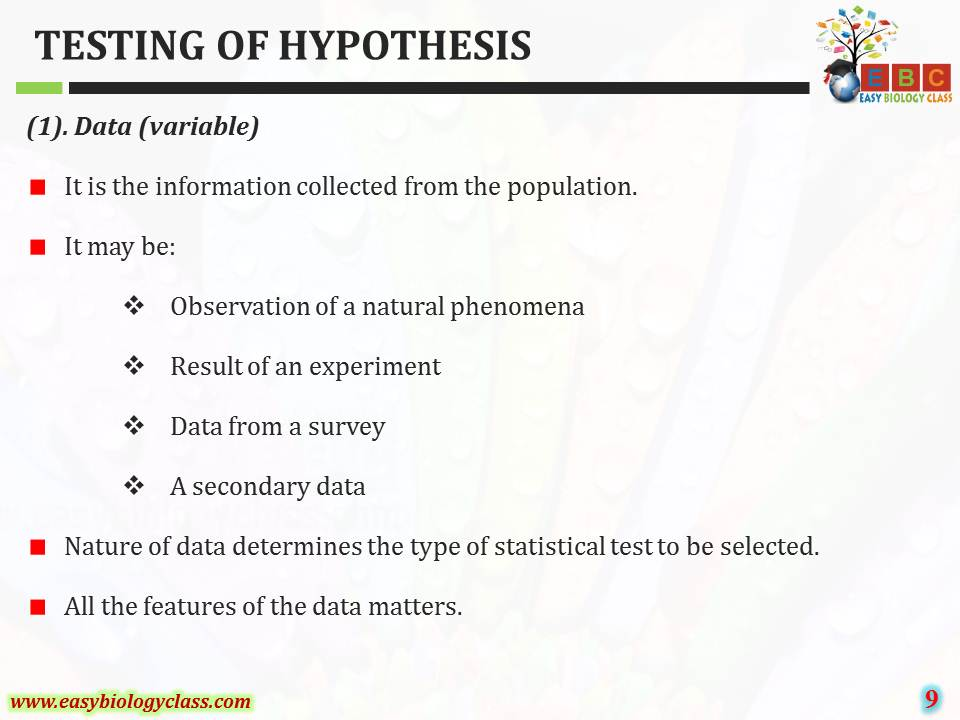 TESTING OF HYPOTHESIS
E B C
EASY BIOLOGY CLASS
(1). Data (variable)
It is the information collected from the population.
It may be:
Observation of a natural phenomena
Result of an experiment
Data from a survey
A secondary data
Nature of data determines the type of statistical test to be selected.
All the features of the data matters.
www.easybiologyclass.com
9